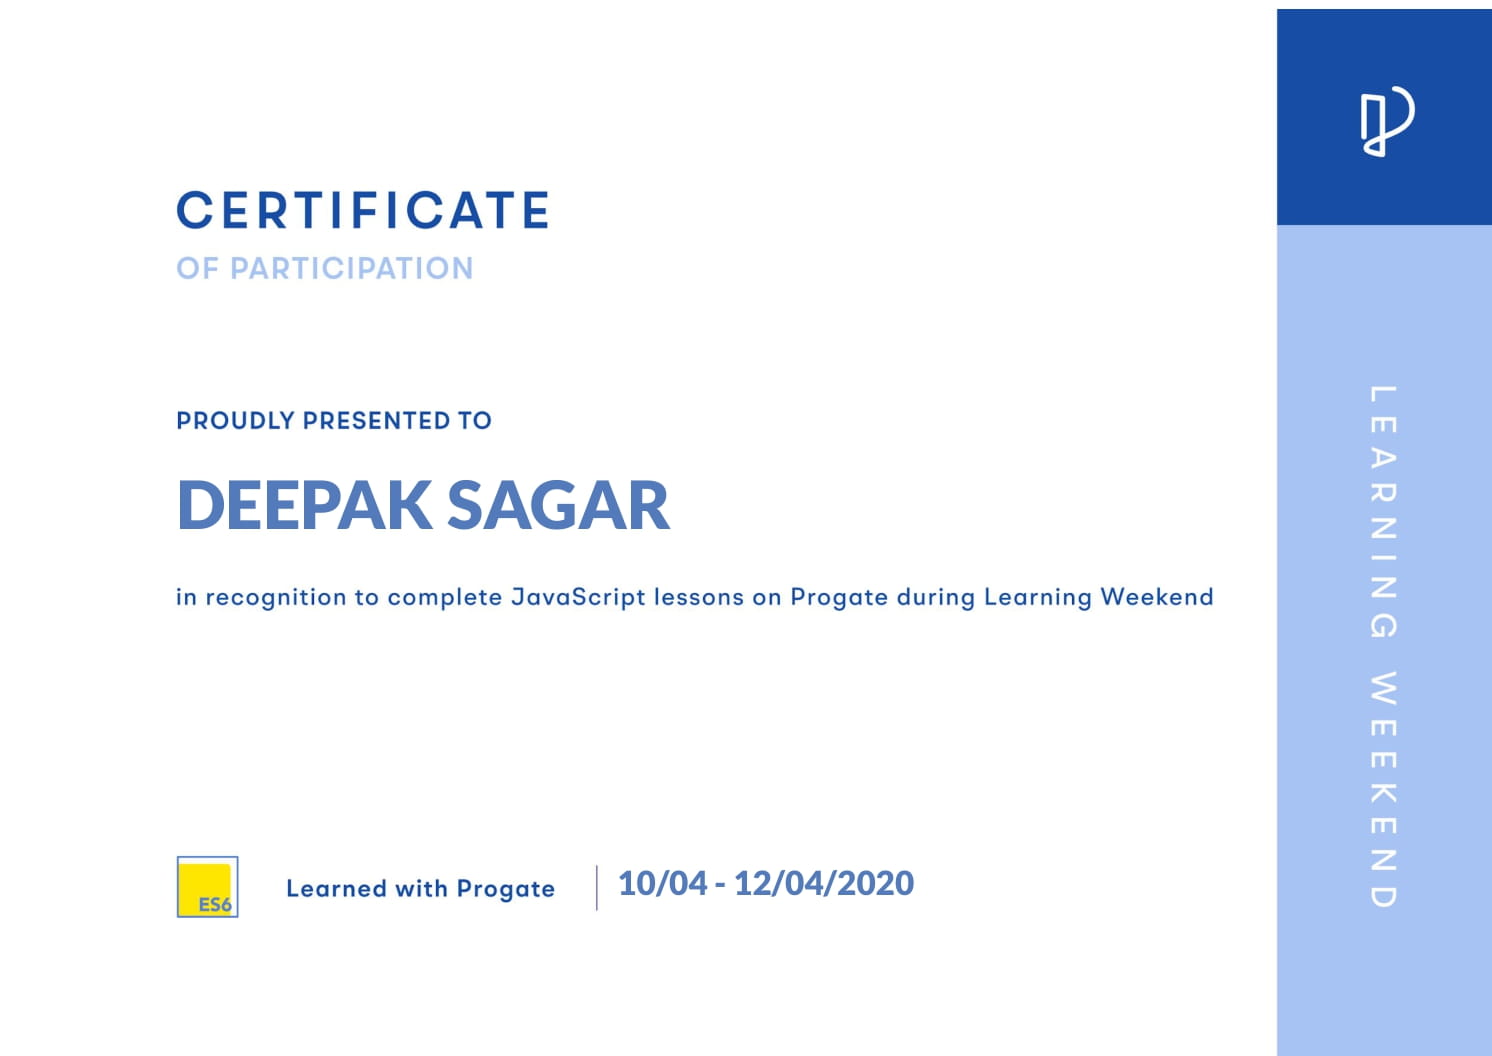 CERTIFICATE
OF PARTICIPATION
PROUDLY PRESENTED TO
DEEPAK SAGAR
in recognition to complete JavaScript lessons on Progate during Learning Weekend
ES6
Learned with Progate
10/04 - 12/04/2020
LEARNING WEEKEND